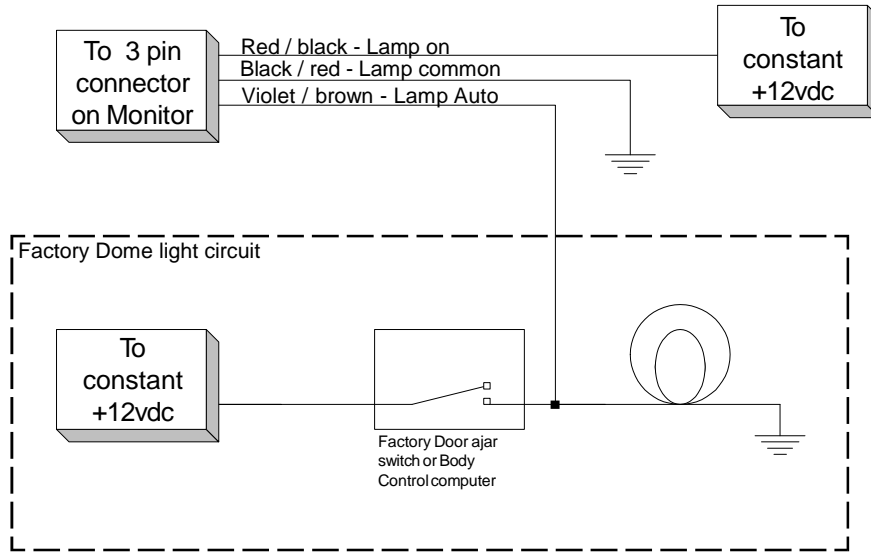 To 3 pin
connector
on Monitor
Red / black - Lamp on
Black / red - Lamp common
Violet / brown - Lamp Auto
To
constant
+12vdc
Factory Dome light circuit
To
constant
+12vdc
Factory Door ajar
switch or Body
Control computer